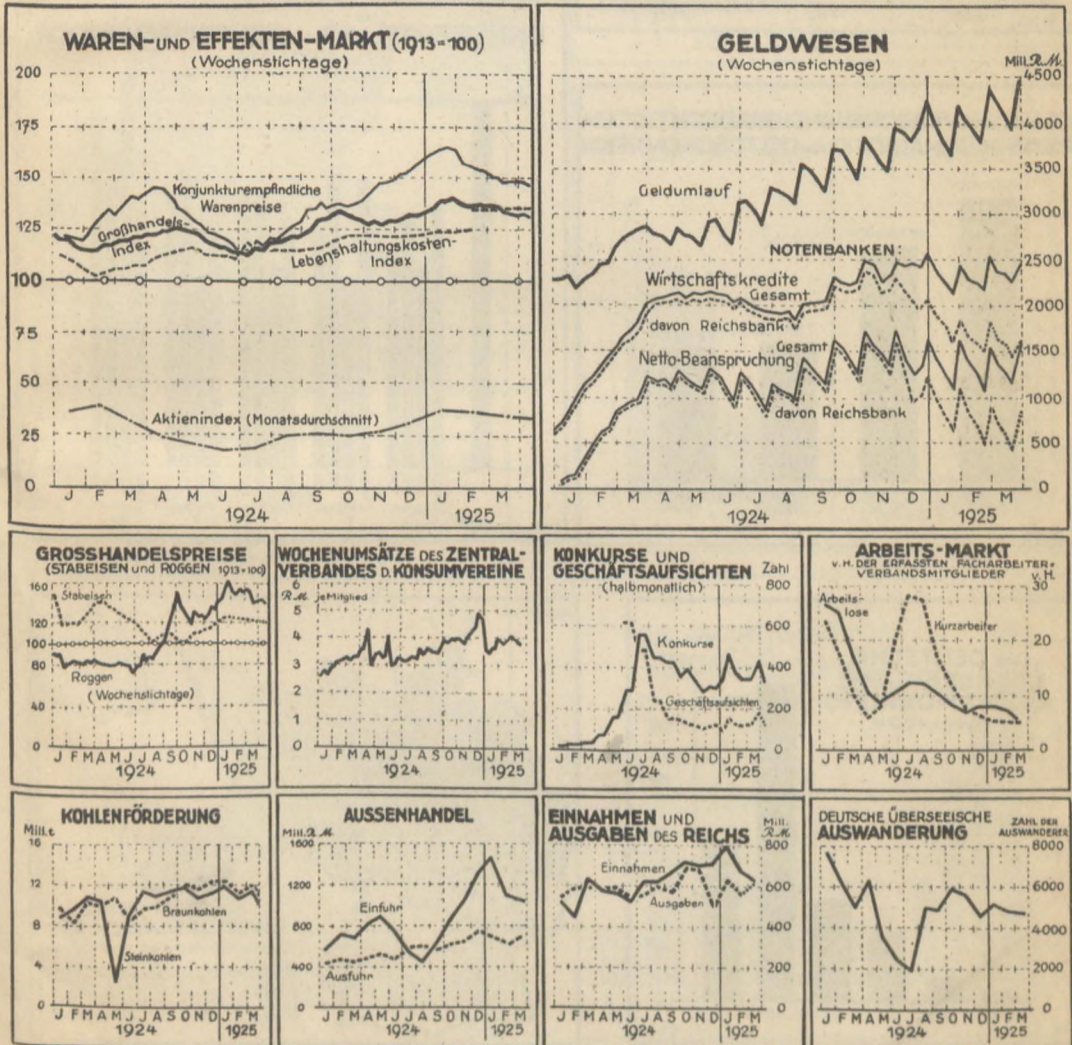 WAREN-UND EFFEKTEN-MARKT (1913=100)
(Wochenstichtage)
200
175
150
125
100
75
50
25
0
Konjunkturempfindliche
Warenpreise
Großhandels-
Index
Lebenshaltungskosten-
Index
Aktienindex (Monatsdurchschnitt)
J F M A M J J A S O N D J F M
1924 1925
GELDWESEN
(Wochenstichtage)
Mill. R.M.
4500
4000
3500
3000
2500
2000
1500
1000
500
0
Geldumlauf
NOTENBANKEN:
Wirtschaftskredite
Gesamt
davon Reichsbank
Netto-Beanspruchung
Gesamt
davon Reichsbank
J F M A M J J A S O N D J F M
1924 1925
GROSSHANDELSPREISE
(STABEISEN und ROGGEN 1913=100)
160
120
100
80
40
0
Stabeisen
Roggen
(Wochenstichtage)
J F M A M J J A S O N D J F M
1924 1925
WOCHENUMSÄTZE DES ZENTRAL-
VERBANDES D. KONSUMVEREINE
R.M. je Mitglied
6
5
4
3
2
1
0
J F M A M J J A S O N D J F M
1924 1925
KONKURSE UND
GESCHÄFTSAUFSICHTEN
(halbmonatlich)
Zahl
800
600
400
200
0
Konkurse
Geschäftsaufsichten
J F M A M J J A S O N D J F M
1924 1925
ARBEITS-MARKT
V. H. DER ERFASSTEN FACHARBEITER-
VERBANDSMITGLIEDER
v. H.
30
20
10
0
Arbeits-
lose
Kurzarbeiter
J F M A M J J A S O N D J F M
1924 1925
KOHLENFÖRDERUNG
Mill. t
16
12
8
4
0
Braunkohlen
Steinkohlen
J F M A M J J A S O N D J F M
1924 1925
AUSSENHANDEL
Mill. R.M.
1600
1200
800
400
0
Einfuhr
Ausfuhr
J F M A M J J A S O N D J F M
1924 1925
EINNAHMEN UND
AUSGABEN DES REICHS
Mill.
R.M.
800
600
400
200
0
Einnahmen
Ausgaben
J F M A M J J A S O N D J F M
1924 1925
DEUTSCHE ÜBERSEEISCHE
AUSWANDERUNG
ZAHL DER
AUSWANDERER
8000
6000
4000
2000
0
J F M A M J J A S O N D J F M
1924 1925